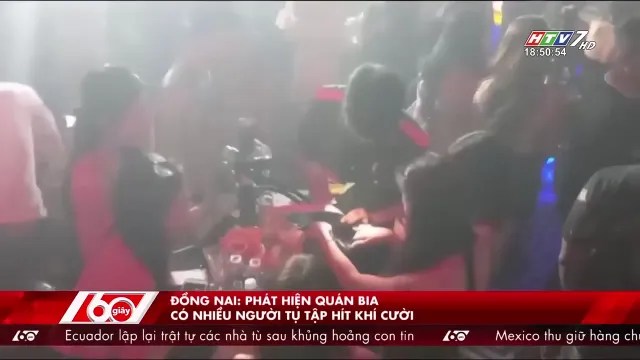 HTV7 HD
18:50:54
60 giây
ĐỒNG NAI: PHÁT HIỆN QUÁN BIA
CÓ NHIỀU NGƯỜI TỤ TẬP HÍT KHÍ CƯỜI
60 Ecuador lập lại trật tự các nhà tù sau khủng hoảng con tin 60 Mexico thu giữ hàng ch